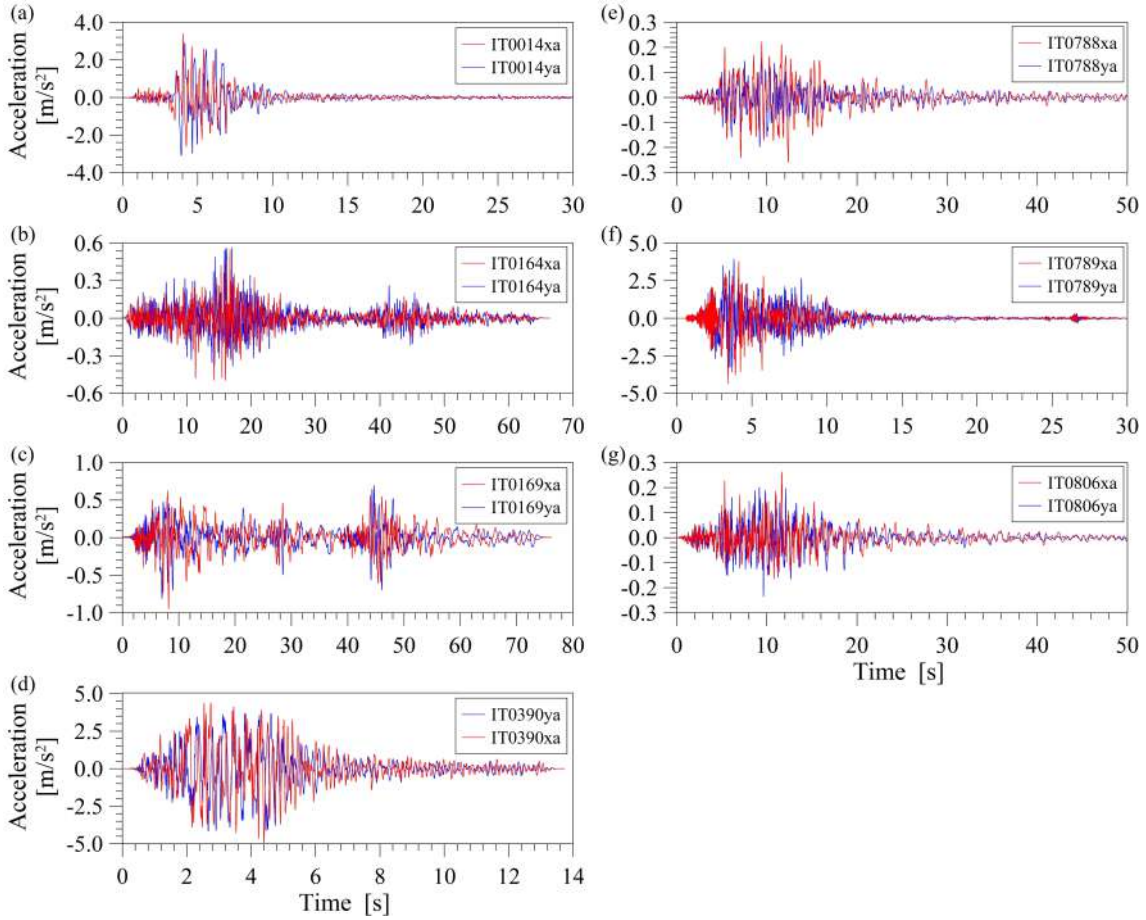 (a)
Acceleration
[m/s²]
4.0
2.0
0.0
-2.0
-4.0
IT0014xa
IT0014ya
0 5 10 15 20 25 30
(b)
Acceleration
[m/s²]
0.6
0.3
0.0
-0.3
-0.6
IT0164xa
IT0164ya
0 10 20 30 40 50 60 70
(c)
Acceleration
[m/s²]
1.0
0.5
0.0
-0.5
-1.0
IT0169xa
IT0169ya
0 10 20 30 40 50 60 70 80
(d)
Acceleration
[m/s²]
5.0
2.5
0.0
-2.5
-5.0
IT0390ya
IT0390xa
0 2 4 6 8 10 12 14
Time [s]
(e)
0.3
0.2
0.1
0.0
-0.1
-0.2
-0.3
IT0788xa
IT0788ya
0 10 20 30 40 50
(f)
5.0
2.5
0.0
-2.5
-5.0
IT0789xa
IT0789ya
0 5 10 15 20 25 30
(g)
0.3
0.2
0.1
0.0
-0.1
-0.2
-0.3
IT0806xa
IT0806ya
0 10 20 30 40 50
Time [s]